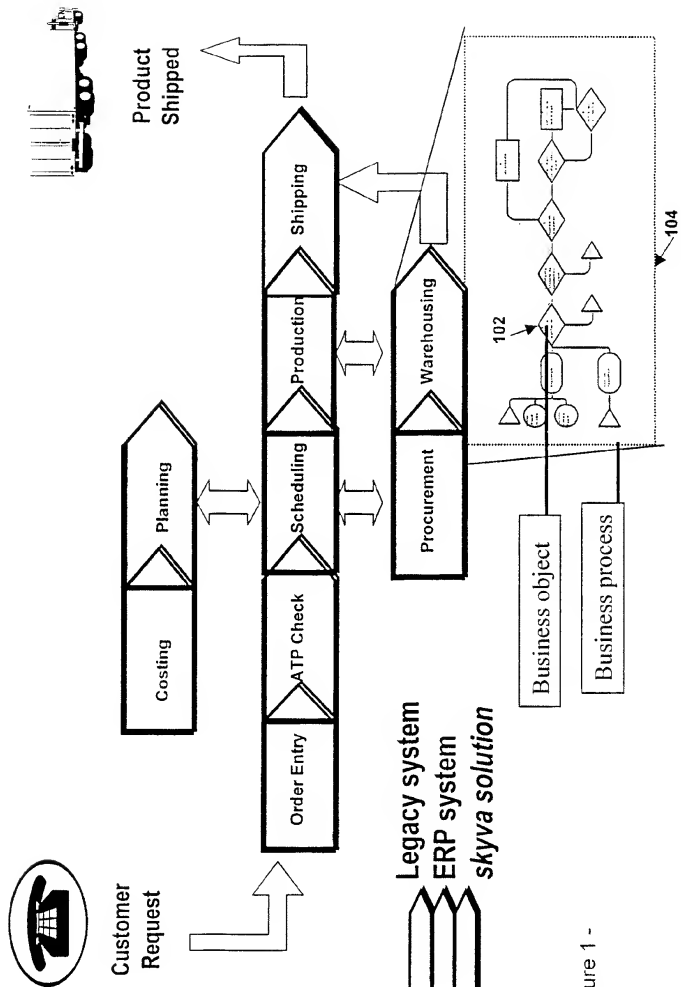 Customer
Request
Product
Shipped
Costing
Planning
Order Entry
ATP Check
Scheduling
Production
Shipping
Procurement
Warehousing
Legacy system
ERP system
skyva solution
Business object
Business process
102
104
ure 1 -